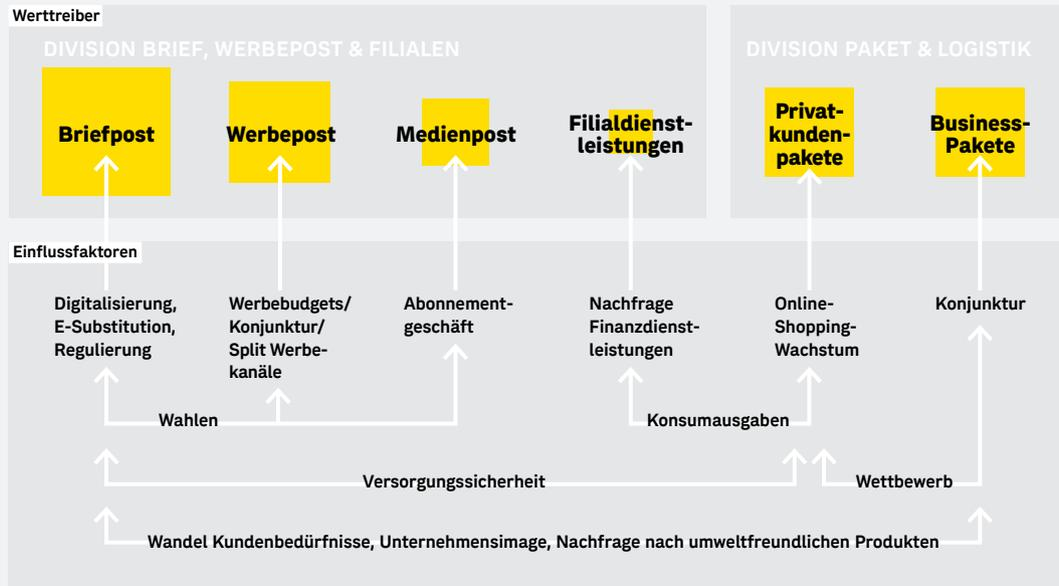 Werttreiber
DIVISION BRIEF, WERBEPOST & FILIALEN
DIVISION PAKET & LOGISTIK
Briefpost
Werbepost
Medienpost
Filialdienst-
leistungen
Privat-
kunden-
pakete
Business-
Pakete
Einflussfaktoren
Digitalisierung,
E-Substitution,
Regulierung
Werbebudgets/
Konjunktur/
Split Werbe-
kanäle
Abonnement-
geschäft
Nachfrage
Finanzdienst-
leistungen
Online-
Shopping-
Wachstum
Konjunktur
Wahlen
Konsumausgaben
Versorgungssicherheit
Wettbewerb
Wandel Kundenbedürfnisse, Unternehmensimage, Nachfrage nach umweltfreundlichen Produkten